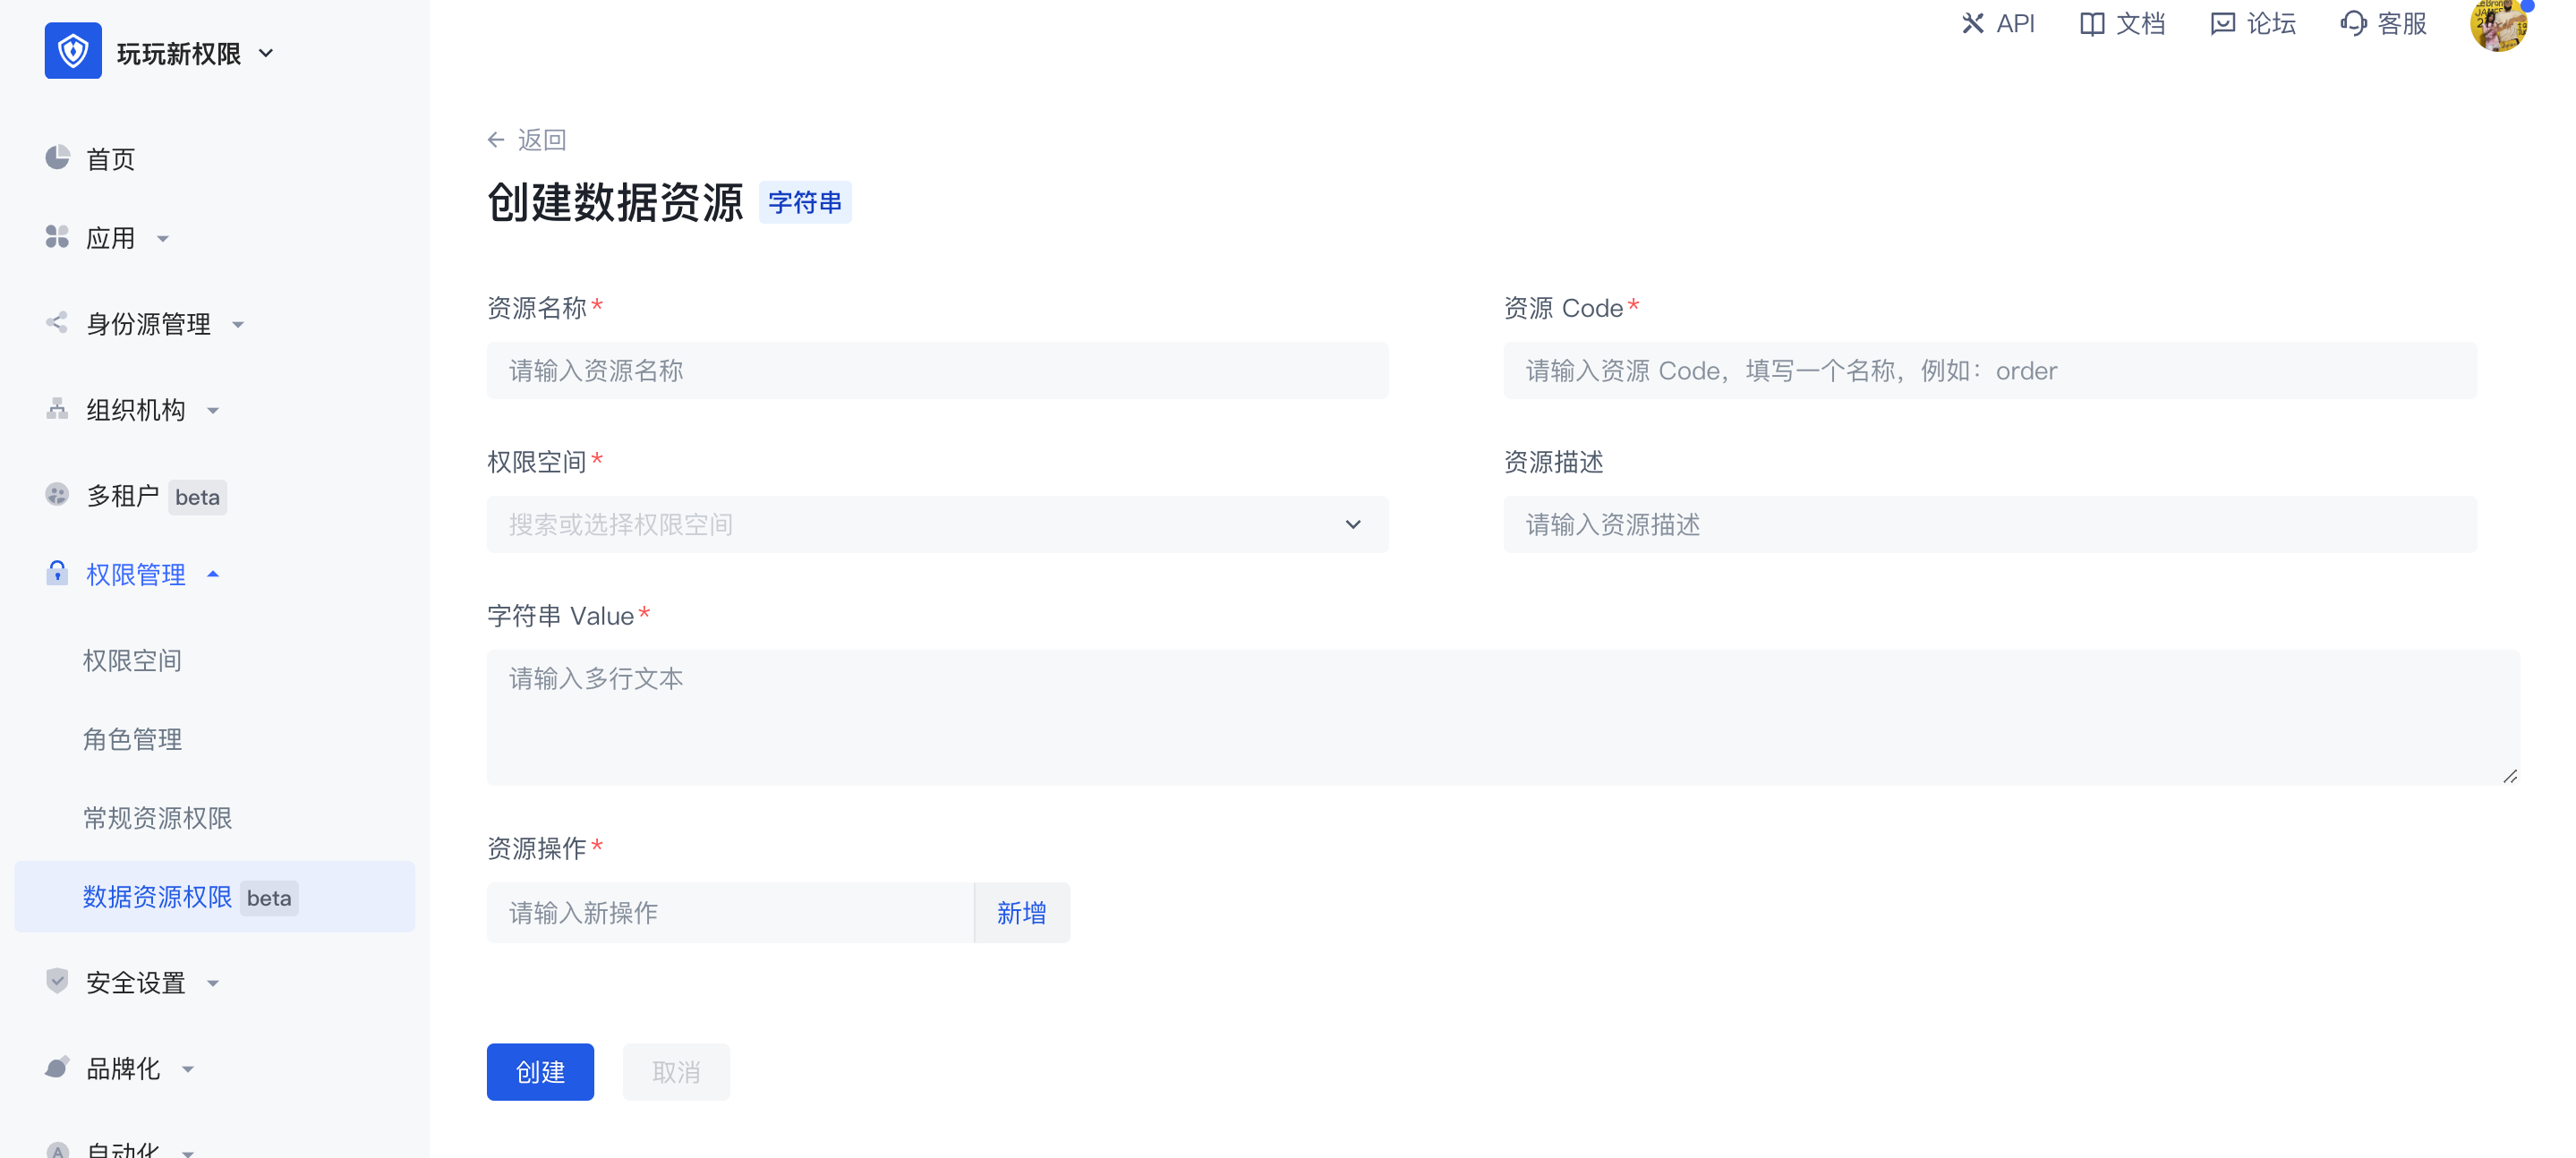 玩玩新权限
API
文档
论坛
客服
首页
应用
身份源管理
组织机构
多租户 beta
权限管理
权限空间
角色管理
常规资源权限
数据资源权限 beta
安全设置
品牌化
自动化
返回
创建数据资源 字符串
资源名称*
请输入资源名称
资源 Code*
请输入资源 Code，填写一个名称，例如：order
权限空间*
搜索或选择权限空间
资源描述
请输入资源描述
字符串 Value*
请输入多行文本
资源操作*
请输入新操作
新增
创建
取消